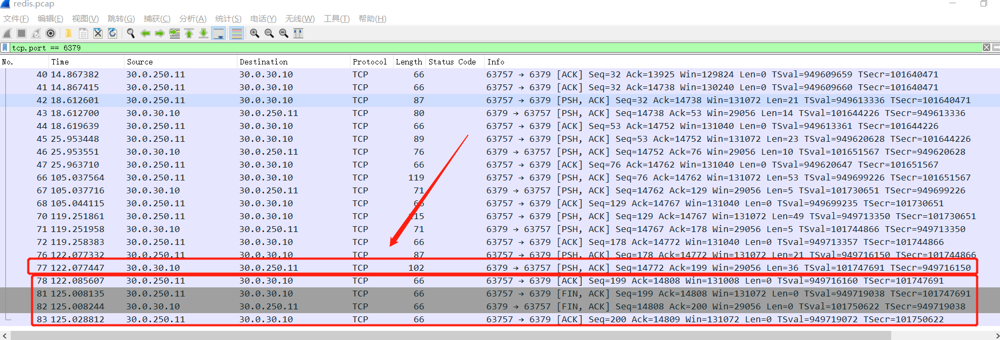 redis.pcap
文件(F) 编辑(E) 视图(V) 跳转(G) 捕获(C) 分析(A) 统计(S) 电话(Y) 无线(W) 工具(T) 帮助(H)
tcp.port == 6379
No. Time Source Destination Protocol Length Status Code Info
40 14.867382 30.0.250.11 30.0.30.10 TCP 66 63757 → 6379 [ACK] Seq=32 Ack=13925 Win=129824 Len=0 TSval=949609659 TSecr=101640471
41 14.867415 30.0.250.11 30.0.30.10 TCP 66 63757 → 6379 [ACK] Seq=32 Ack=14738 Win=130240 Len=0 TSval=949609660 TSecr=101640471
42 18.612601 30.0.250.11 30.0.30.10 TCP 87 63757 → 6379 [PSH, ACK] Seq=32 Ack=14738 Win=131072 Len=21 TSval=949613336 TSecr=101640471
43 18.612700 30.0.30.10 30.0.250.11 TCP 80 6379 → 63757 [PSH, ACK] Seq=14738 Ack=53 Win=29056 Len=14 TSval=101644226 TSecr=949613336
44 18.619639 30.0.250.11 30.0.30.10 TCP 66 63757 → 6379 [ACK] Seq=53 Ack=14752 Win=131040 Len=0 TSval=949613361 TSecr=101644226
45 25.953448 30.0.250.11 30.0.30.10 TCP 89 63757 → 6379 [PSH, ACK] Seq=53 Ack=14752 Win=131072 Len=23 TSval=949620628 TSecr=101644226
46 25.953551 30.0.30.10 30.0.250.11 TCP 76 6379 → 63757 [PSH, ACK] Seq=14752 Ack=76 Win=29056 Len=10 TSval=101651567 TSecr=949620628
47 25.963710 30.0.250.11 30.0.30.10 TCP 66 63757 → 6379 [ACK] Seq=76 Ack=14762 Win=131040 Len=0 TSval=949620647 TSecr=101651567
66 105.037564 30.0.250.11 30.0.30.10 TCP 119 63757 → 6379 [PSH, ACK] Seq=76 Ack=14762 Win=131072 Len=53 TSval=949699226 TSecr=101651567
67 105.037716 30.0.30.10 30.0.250.11 TCP 71 6379 → 63757 [PSH, ACK] Seq=14762 Ack=129 Win=29056 Len=5 TSval=101730651 TSecr=949699226
68 105.044115 30.0.250.11 30.0.30.10 TCP 66 63757 → 6379 [ACK] Seq=129 Ack=14767 Win=131040 Len=0 TSval=949699235 TSecr=101730651
70 119.251861 30.0.250.11 30.0.30.10 TCP 115 63757 → 6379 [PSH, ACK] Seq=129 Ack=14767 Win=131072 Len=49 TSval=949713350 TSecr=101730651
71 119.251958 30.0.30.10 30.0.250.11 TCP 71 6379 → 63757 [PSH, ACK] Seq=14767 Ack=178 Win=29056 Len=5 TSval=101744866 TSecr=949713350
72 119.258383 30.0.250.11 30.0.30.10 TCP 66 63757 → 6379 [ACK] Seq=178 Ack=14772 Win=131040 Len=0 TSval=949713357 TSecr=101744866
76 122.077332 30.0.250.11 30.0.30.10 TCP 87 63757 → 6379 [PSH, ACK] Seq=178 Ack=14772 Win=131072 Len=21 TSval=949716150 TSecr=101744866
77 122.077447 30.0.30.10 30.0.250.11 TCP 102 6379 → 63757 [PSH, ACK] Seq=14772 Ack=199 Win=29056 Len=36 TSval=101747691 TSecr=949716150
78 122.085607 30.0.250.11 30.0.30.10 TCP 66 63757 → 6379 [ACK] Seq=199 Ack=14808 Win=131008 Len=0 TSval=949716160 TSecr=101747691
81 125.008135 30.0.250.11 30.0.30.10 TCP 66 63757 → 6379 [FIN, ACK] Seq=199 Ack=14808 Win=131072 Len=0 TSval=949719038 TSecr=101747691
82 125.008244 30.0.30.10 30.0.250.11 TCP 66 6379 → 63757 [FIN, ACK] Seq=14808 Ack=200 Win=29056 Len=0 TSval=101750622 TSecr=949719038
83 125.028812 30.0.250.11 30.0.30.10 TCP 66 63757 → 6379 [ACK] Seq=200 Ack=14809 Win=131072 Len=0 TSval=949719072 TSecr=101750622